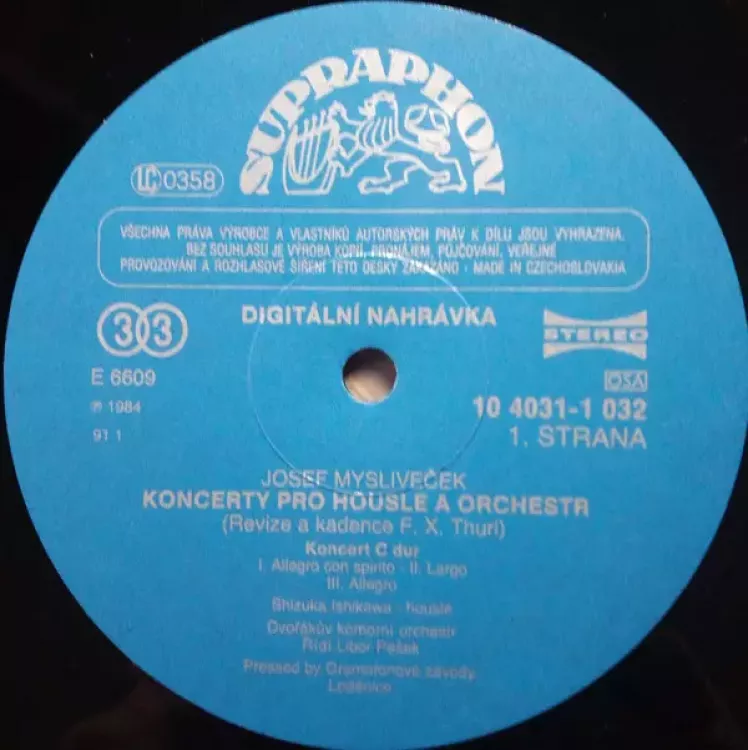 SUPRAPHON
LC 0358
VŠECHNA PRÁVA VÝROBCE A VLASTNÍKŮ AUTORSKÝCH PRÁV K DÍLU JSOU VYHRAZENA.
BEZ SOUHLASU JE VÝROBA KOPIÍ, PRONÁJEM, PŮJČOVÁNÍ, VEŘEJNÉ
PROVOZOVÁNÍ A ROZHLASOVÉ ŠÍŘENÍ TÉTO DESKY ZAKÁZÁNO · MADE IN CZECHOSLOVAKIA
33
DIGITÁLNÍ NAHRÁVKA
STEREO
E 6609
OSA
℗ 1984
10 4031-1 032
91 1
1. STRANA
JOSEF MYSLIVEČEK
KONCERTY PRO HOUSLE A ORCHESTR
(Revize a kadence F. X. Thuri)
Koncert C dur
I. Allegro con spirito - II. Largo
III. Allegro
Shizuka Ishikawa - housle
Dvořákův komorní orchestr
Řídí Libor Pešek
Pressed by Gramofonové závody,
Loděnice